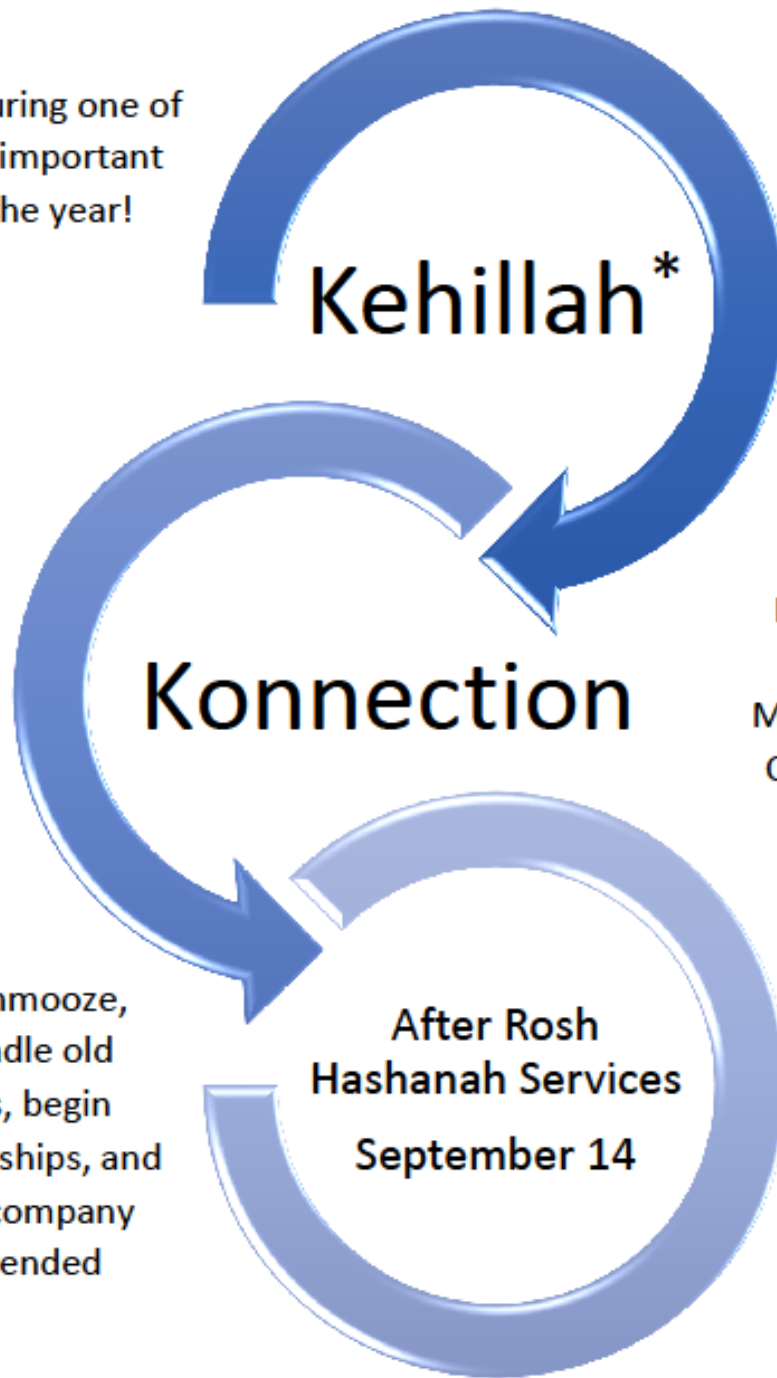 uring one of
important
he year!
Kehillah*
Konnection
M
mooze,
dle old
, begin
ships, and
company
ended
After Rosh
Hashanah Services
September 14